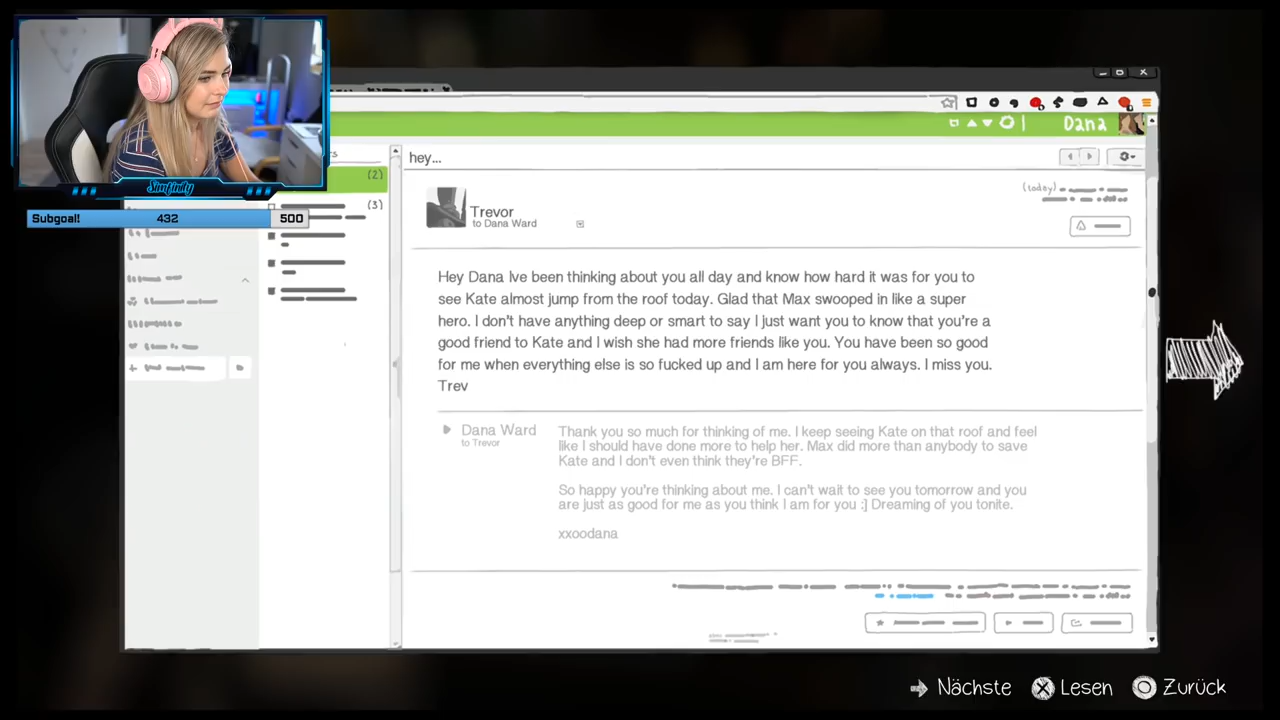 Simfinity
Subgoal! 432 500
Dana
hey...
(2)
(3)
Trevor
to Dana Ward
(today)
Hey Dana Ive been thinking about you all day and know how hard it was for you to
see Kate almost jump from the roof today. Glad that Max swooped in like a super
hero. I don't have anything deep or smart to say I just want you to know that you're a
good friend to Kate and I wish she had more friends like you. You have been so good
for me when everything else is so fucked up and I am here for you always. I miss you.
Trev
Dana Ward
to Trevor
Thank you so much for thinking of me. I keep seeing Kate on that roof and feel
like I should have done more to help her. Max did more than anybody to save
Kate and I don't even think they're BFF.
So happy you're thinking about me. I can't wait to see you tomorrow and you
are just as good for me as you think I am for you :] Dreaming of you tonite.
xxoodana
Nächste Lesen Zurück